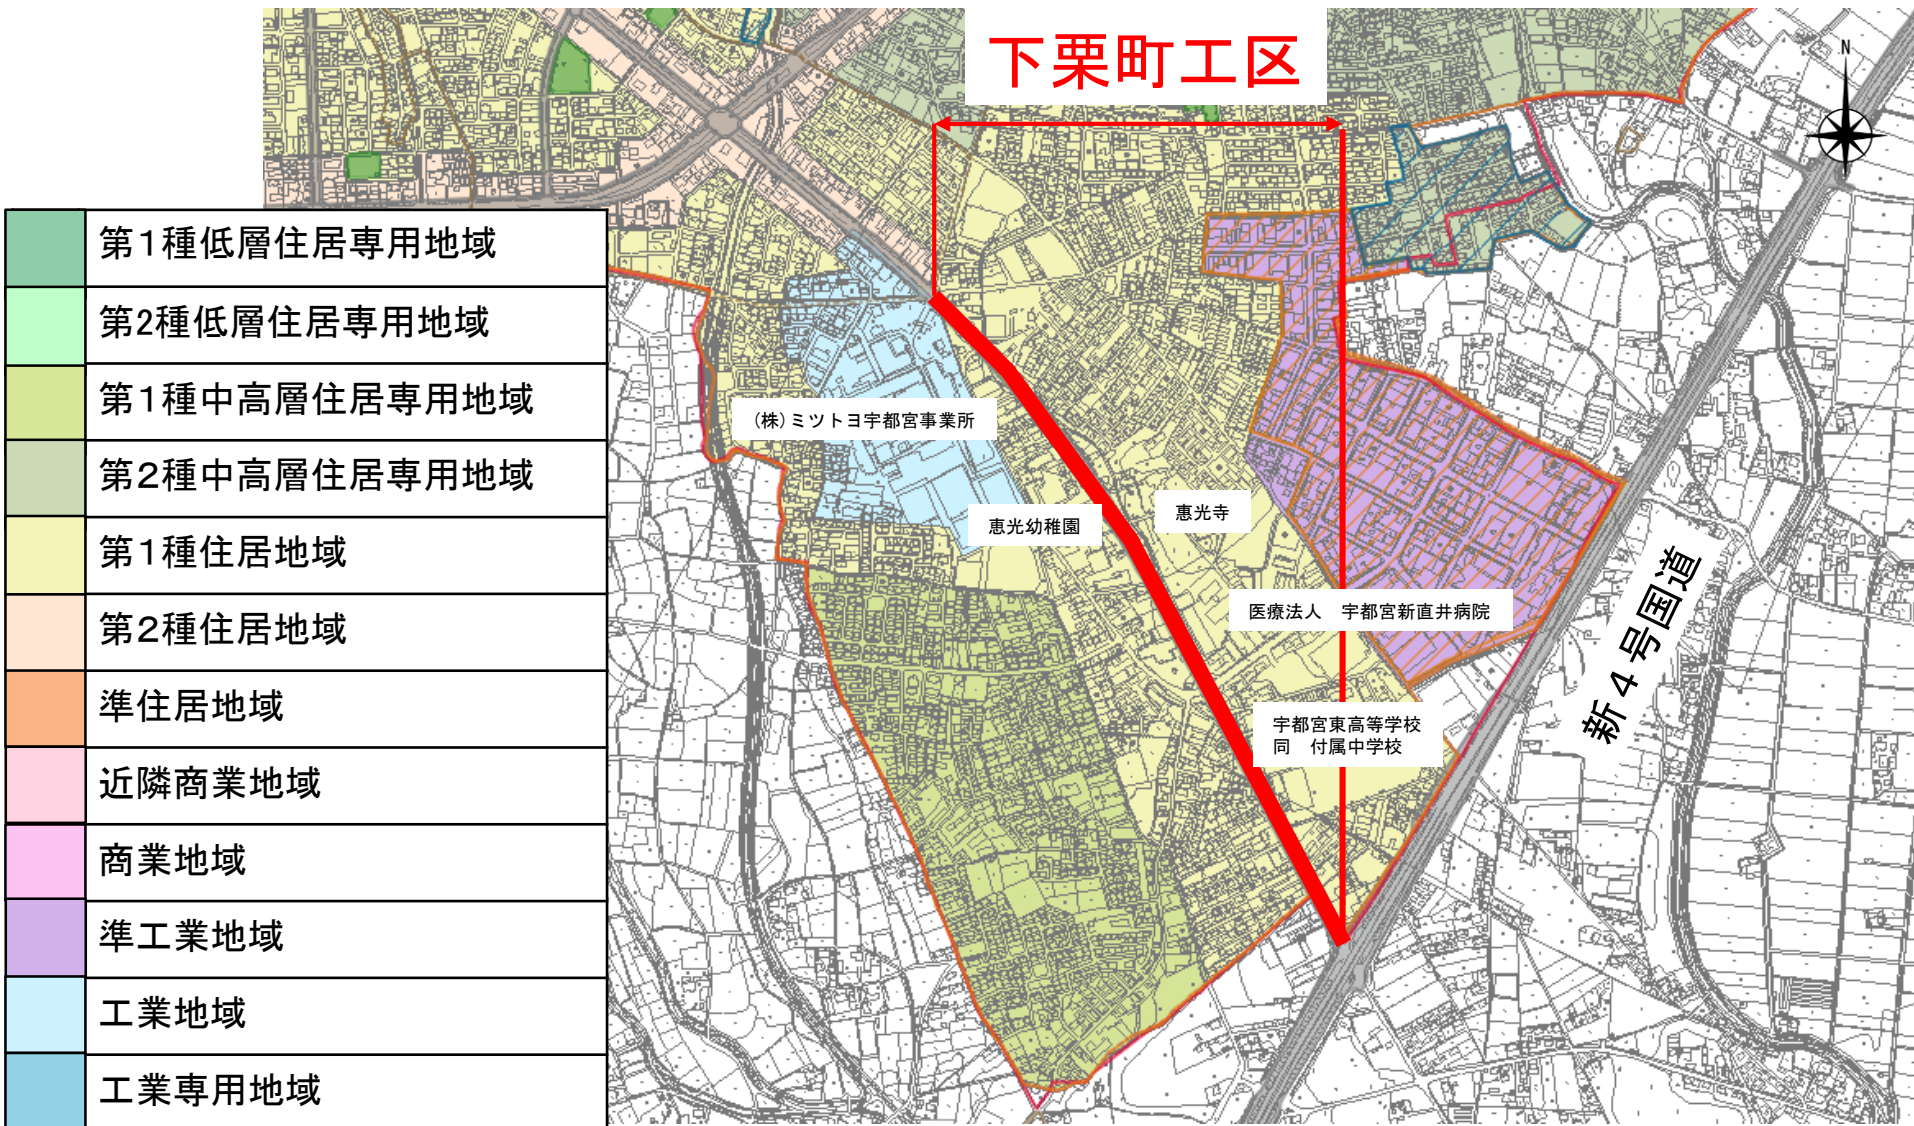 下栗町工区
N
第1種低層住居専用地域
第2種低層住居専用地域
第1種中高層住居専用地域
第2種中高層住居専用地域
第1種住居地域
第2種住居地域
準住居地域
近隣商業地域
商業地域
準工業地域
工業地域
工業専用地域
(株)ミツトヨ宇都宮事業所
恵光幼稚園
恵光寺
医療法人　宇都宮新直井病院
宇都宮東高等学校
同　付属中学校
新4号国道